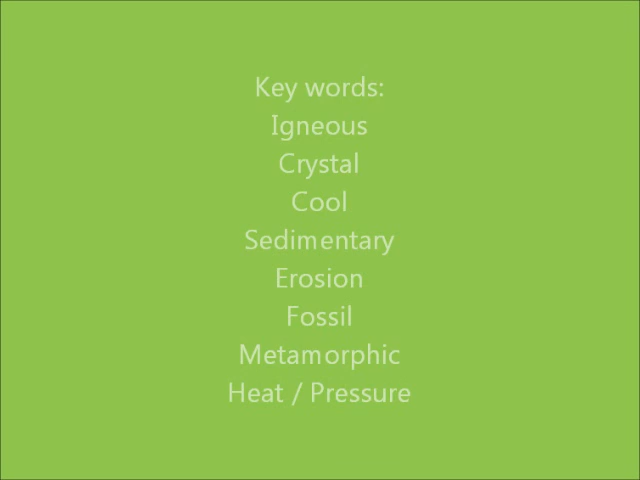 Key words:
Igneous
Crystal
Cool
Sedimentary
Erosion
Fossil
Metamorphic
Heat / Pressure